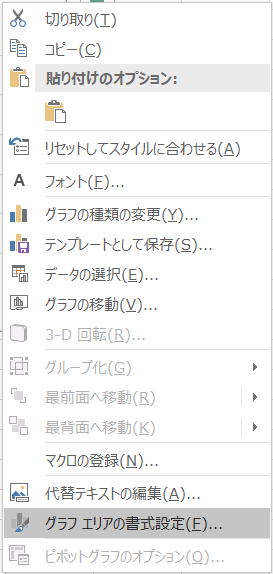 切り取り(T)
コピー(C)
貼り付けのオプション:
リセットしてスタイルに合わせる(A)
A フォント(F)...
グラフの種類の変更(Y)...
テンプレートとして保存(S)...
データの選択(E)...
グラフの移動(V)...
3-D 回転(R)...
グループ化(G)
最前面へ移動(R)
最背面へ移動(K)
マクロの登録(N)...
代替テキストの編集(A)...
グラフ エリアの書式設定(F)...
ピボットグラフのオプション(O)...